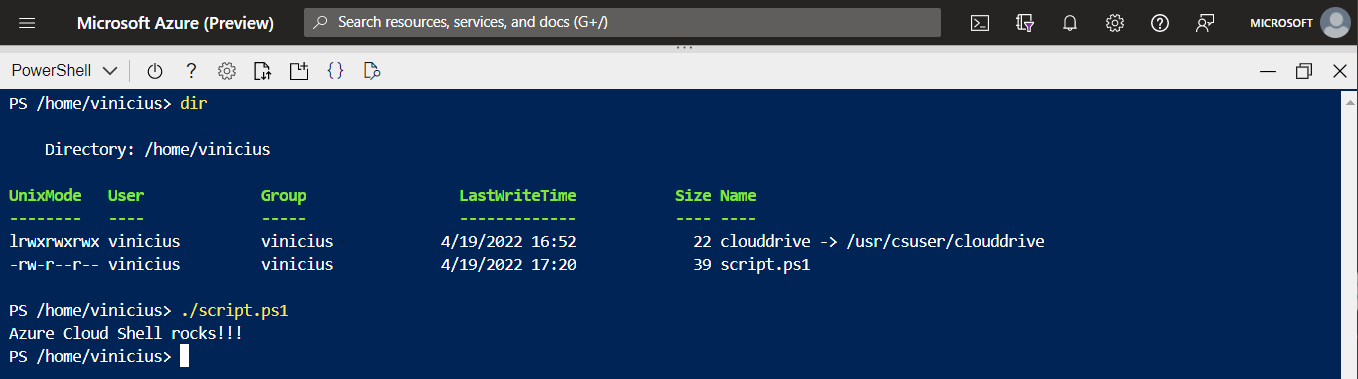 Microsoft Azure (Preview) Search resources, services, and docs (G+/) MICROSOFT
PowerShell
PS /home/vinicius> dir
Directory: /home/vinicius
UnixMode User Group LastWriteTime Size Name
-------- ---- ----- ------------- ---- ----
lrwxrwxrwx vinicius vinicius 4/19/2022 16:52 22 clouddrive -> /usr/csuser/clouddrive
-rw-r--r-- vinicius vinicius 4/19/2022 17:20 39 script.ps1
PS /home/vinicius> ./script.ps1
Azure Cloud Shell rocks!!!
PS /home/vinicius>